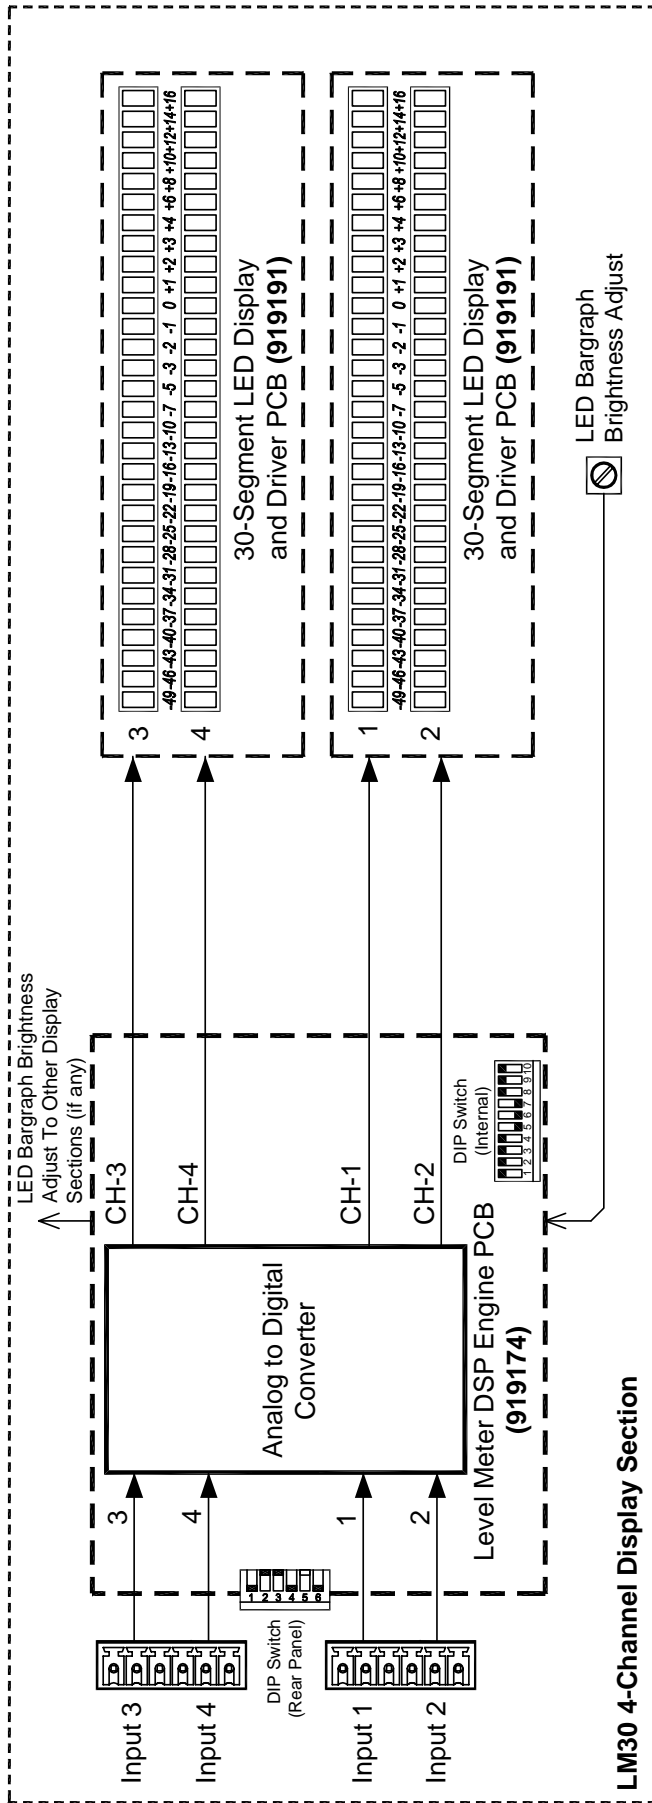 LED Bargraph Brightness
Adjust To Other Display
Sections (if any)
Input 3
3
CH-3
3
-49 -46 -43 -40 -37 -34 -31 -28 -25 -22 -19 -16 -13 -10 -7 -5 -3 -2 -1 0 +1 +2 +3 +4 +6 +8 +10 +12 +14 +16
Input 4
4
CH-4
4
Analog to Digital
Converter
30-Segment LED Display
and Driver PCB (919191)
DIP Switch
(Rear Panel)
1 2 3 4 5 6
Input 1
1
CH-1
1
-49 -46 -43 -40 -37 -34 -31 -28 -25 -22 -19 -16 -13 -10 -7 -5 -3 -2 -1 0 +1 +2 +3 +4 +6 +8 +10 +12 +14 +16
Input 2
2
CH-2
2
30-Segment LED Display
and Driver PCB (919191)
DIP Switch
(Internal)
1 2 3 4 5 6 7 8 9 10
Level Meter DSP Engine PCB
(919174)
LED Bargraph
Brightness Adjust
LM30 4-Channel Display Section